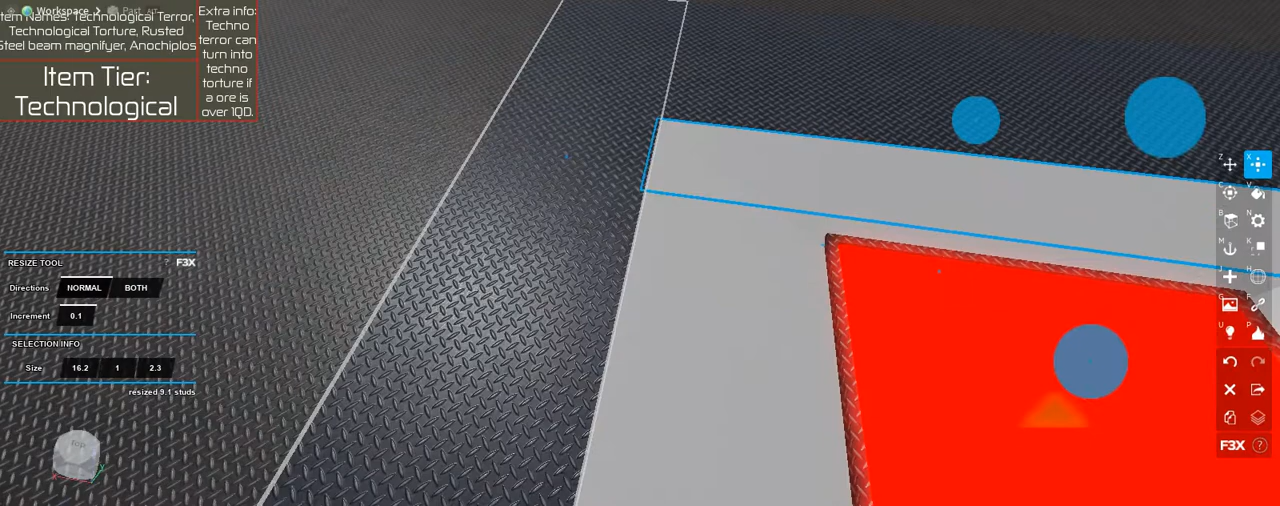 Workspace > Part
Item Names: Technological Terror,
Technological Torture, Rusted
Steel beam magnifyer, Anochiplos
Item Tier:
Technological
Extra info:
Techno
terror can
turn into
techno
torture if
a ore is
over 1QD.
RESIZE TOOL ? F3X
Directions NORMAL BOTH
Increment 0.1
SELECTION INFO
Size 16.2 1 2.3
resized 9.1 studs
TOP
X
Y
Z X
C V
B N
M K
J H
G F
U P
F3X ?